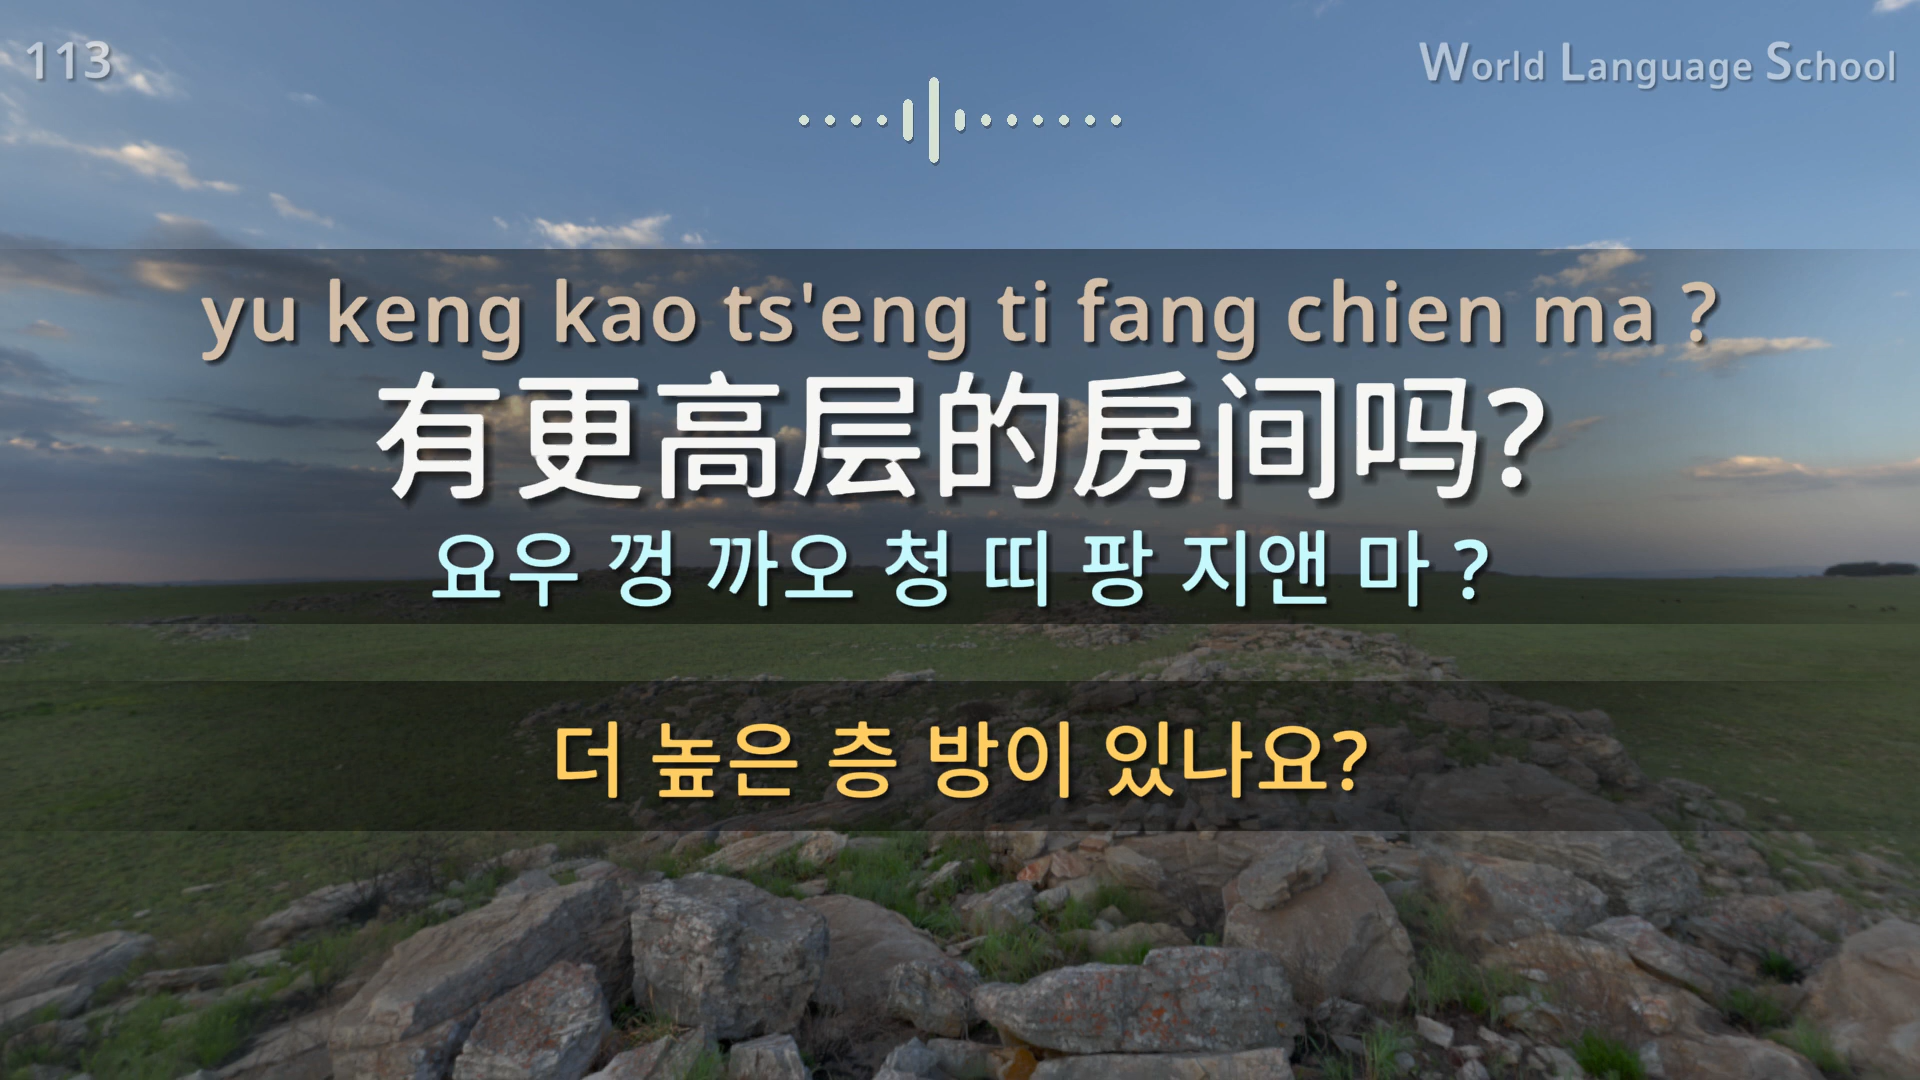 113
World Language School
yu keng kao ts'eng ti fang chien ma ?
有更高层的房间吗?
요우 껑 까오 청 띠 팡 지앤 마 ?
더 높은 층 방이 있나요?